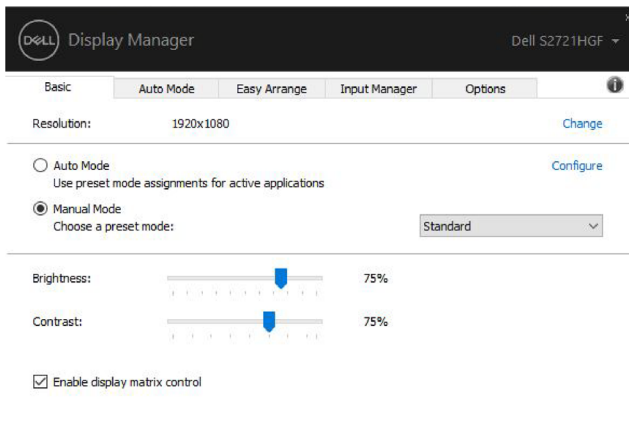 DELL Display Manager
Dell S2721HGF
Basic
Auto Mode
Easy Arrange
Input Manager
Options
Resolution: 1920x1080 Change
Auto Mode Configure
Use preset mode assignments for active applications
Manual Mode
Choose a preset mode: Standard
Brightness: 75%
Contrast: 75%
Enable display matrix control